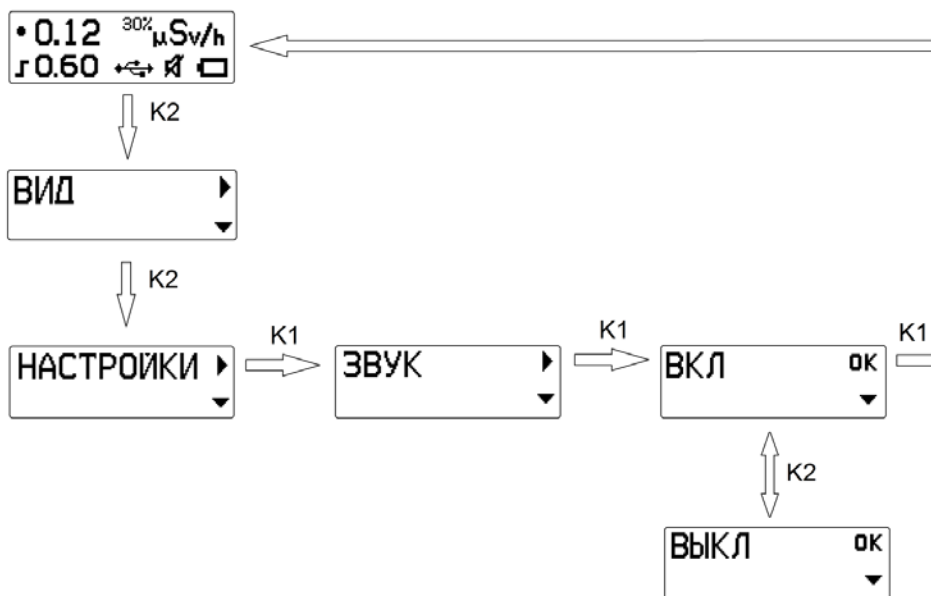 • 0.12 30% µSv/h
0.60
K2
ВИД
K2
НАСТРОЙКИ
K1
ЗВУК
K1
ВКЛ OK
K1
K2
ВЫКЛ OK